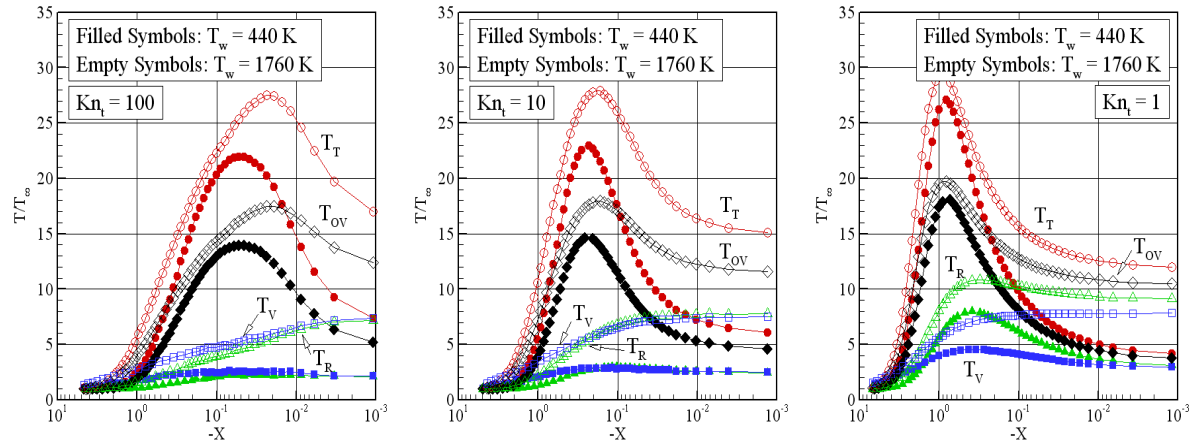 Filled Symbols: T_w = 440 K
Empty Symbols: T_w = 1760 K
Kn_t = 100
T_T
T_OV
T_V
T_R
T/T_∞
35
30
25
20
15
10
5
0
10^1
10^0
10^-1
10^-2
10^-3
-X
Filled Symbols: T_w = 440 K
Empty Symbols: T_w = 1760 K
Kn_t = 10
T_T
T_OV
T_V
T_R
T/T_∞
35
30
25
20
15
10
5
0
10^1
10^0
10^-1
10^-2
10^-3
-X
Filled Symbols: T_w = 440 K
Empty Symbols: T_w = 1760 K
Kn_t = 1
T_T
T_OV
T_R
T_V
T/T_∞
35
30
25
20
15
10
5
0
10^1
10^0
10^-1
10^-2
10^-3
-X